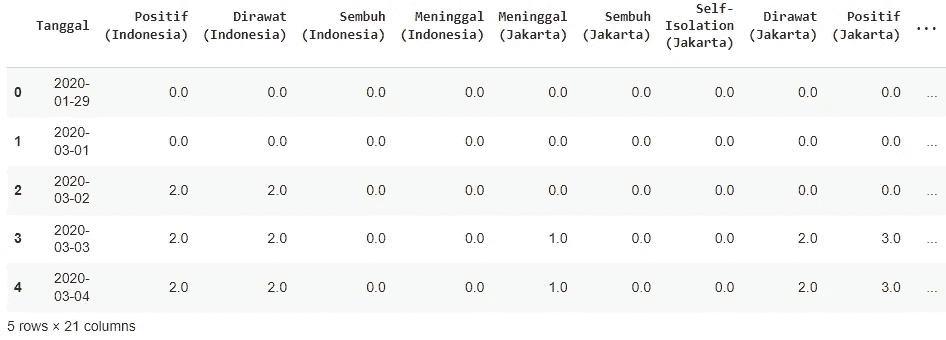 Tanggal Positif (Indonesia) Dirawat (Indonesia) Sembuh (Indonesia) Meninggal (Indonesia) Meninggal (Jakarta) Sembuh (Jakarta) Self-Isolation (Jakarta) Dirawat (Jakarta) Positif (Jakarta) ...
0 2020-01-29 0.0 0.0 0.0 0.0 0.0 0.0 0.0 0.0 0.0 ...
1 2020-03-01 0.0 0.0 0.0 0.0 0.0 0.0 0.0 0.0 0.0 ...
2 2020-03-02 2.0 2.0 0.0 0.0 0.0 0.0 0.0 0.0 0.0 ...
3 2020-03-03 2.0 2.0 0.0 0.0 1.0 0.0 0.0 2.0 3.0 ...
4 2020-03-04 2.0 2.0 0.0 0.0 1.0 0.0 0.0 2.0 3.0 ...
5 rows × 21 columns